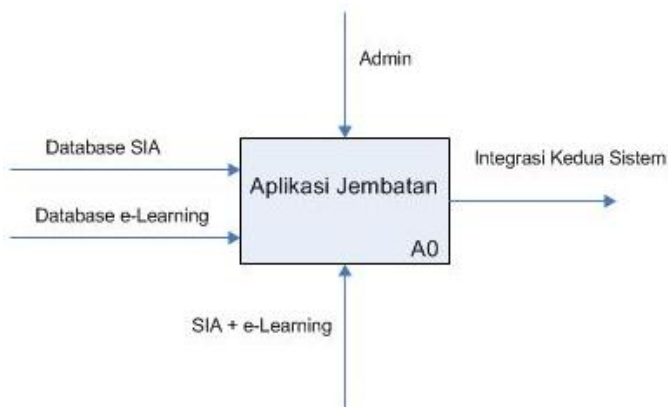 Admin
Database SIA
Integrasi Kedua Sistem
Aplikasi Jembatan
Database e-Learning
A0
SIA + e-Learning